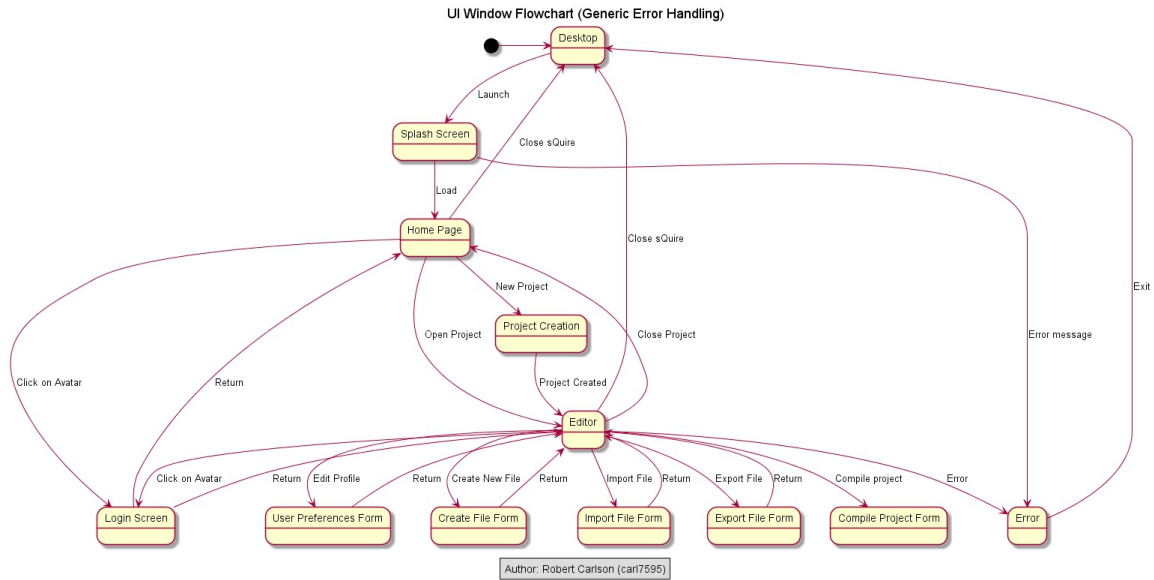 UI Window Flowchart (Generic Error Handling)
Desktop
Launch
Splash Screen
Close sQuire
Load
Home Page
Close sQuire
New Project
Exit
Project Creation
Open Project
Close Project
Error message
Click on Avatar
Return
Project Created
Editor
Click on Avatar
Return
Edit Profile
Return
Create New File
Return
Import File
Return
Export File
Return
Compile project
Error
Login Screen
User Preferences Form
Create File Form
Import File Form
Export File Form
Compile Project Form
Error
Author: Robert Carlson (carl7595)